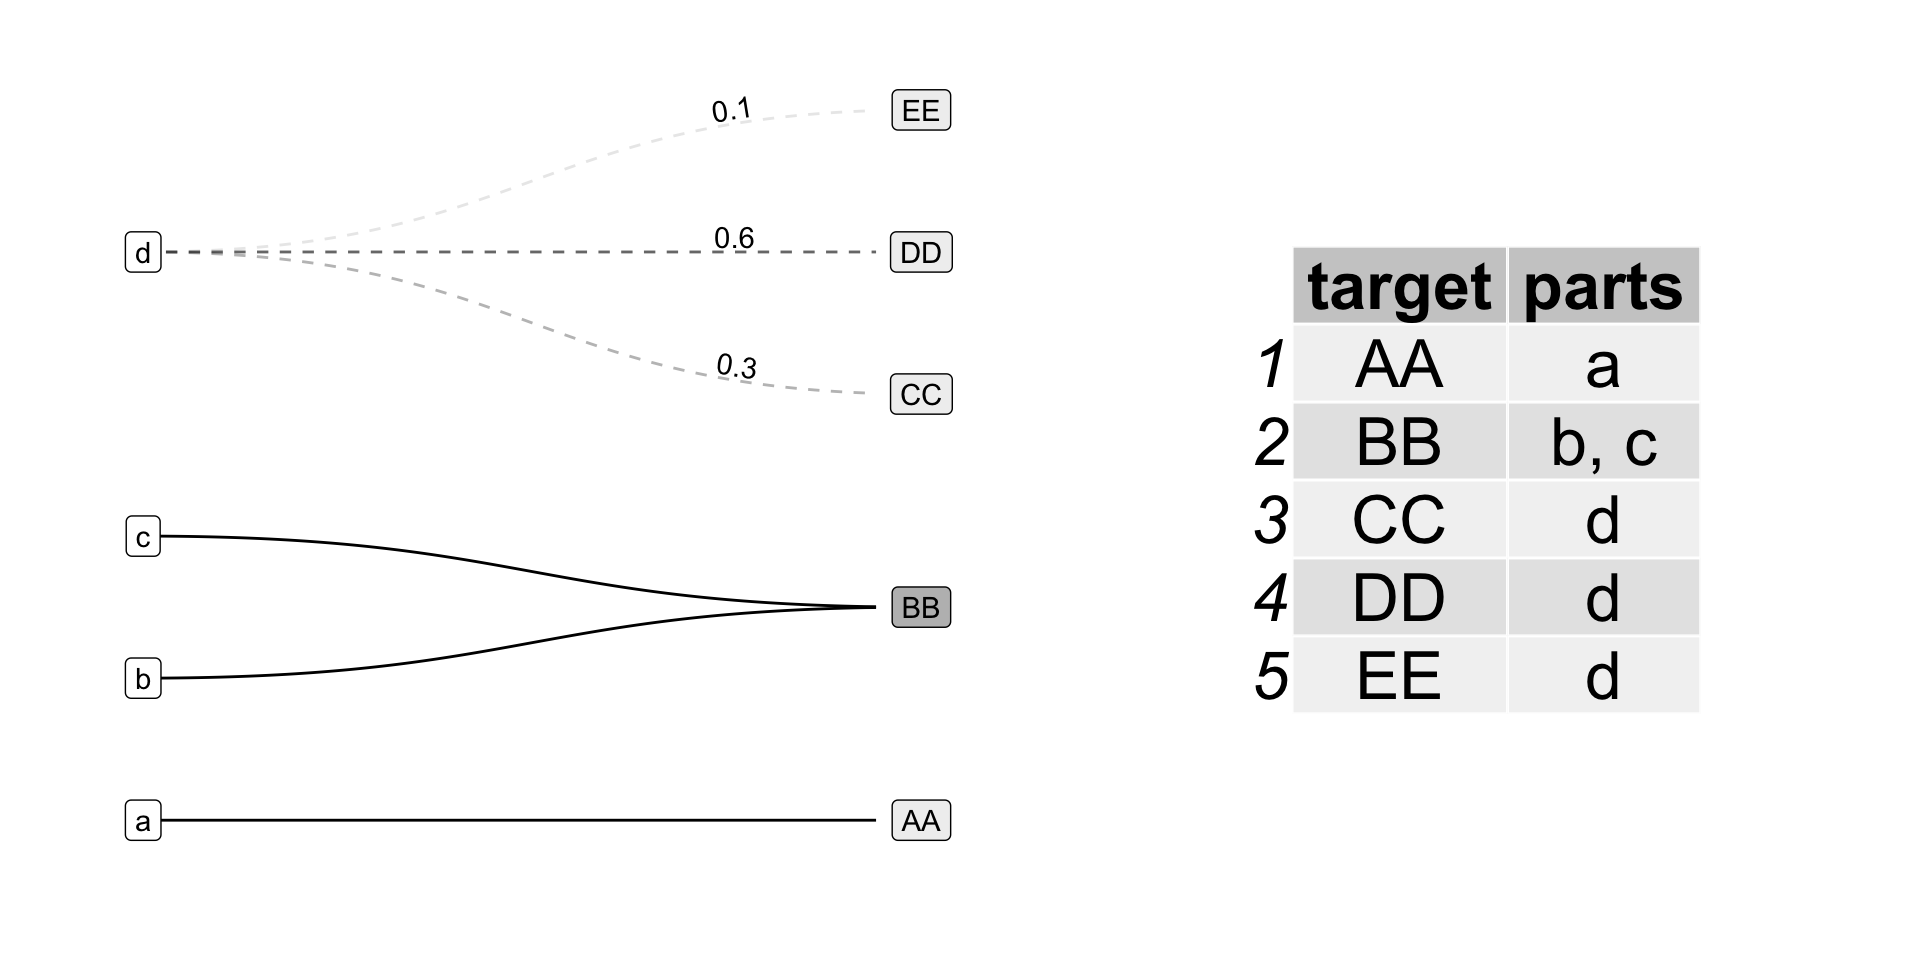 0.1
EE
d
0.6
DD
0.3
CC
c
BB
b
a
AA
target parts
1 AA a
2 BB b, c
3 CC d
4 DD d
5 EE d